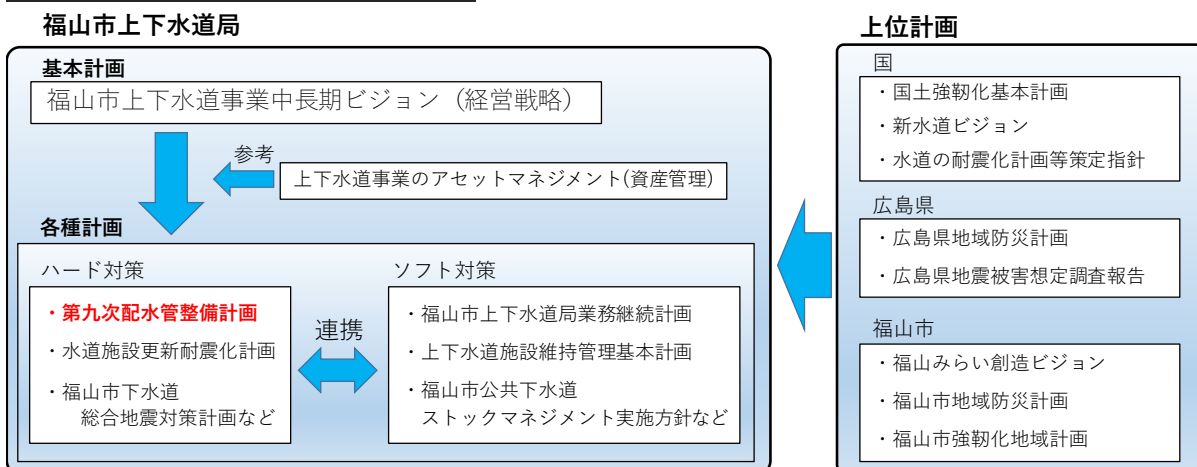 福山市上下水道局
基本計画
福山市上下水道事業中長期ビジョン（経営戦略）
参考
上下水道事業のアセットマネジメント(資産管理)
各種計画
ハード対策
・第九次配水管整備計画
・水道施設更新耐震化計画
・福山市下水道
総合地震対策計画など
連携
ソフト対策
・福山市上下水道局業務継続計画
・上下水道施設維持管理基本計画
・福山市公共下水道
ストックマネジメント実施方針など
上位計画
国
・国土強靱化基本計画
・新水道ビジョン
・水道の耐震化計画等策定指針
広島県
・広島県地域防災計画
・広島県地震被害想定調査報告
福山市
・福山みらい創造ビジョン
・福山市地域防災計画
・福山市強靱化地域計画